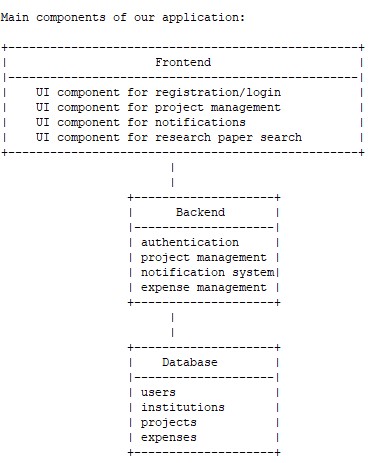 Main components of our application:
Frontend
UI component for registration/login
UI component for project management
UI component for notifications
UI component for research paper search
Backend
authentication
project management
notification system
expense management
Database
users
institutions
projects
expenses